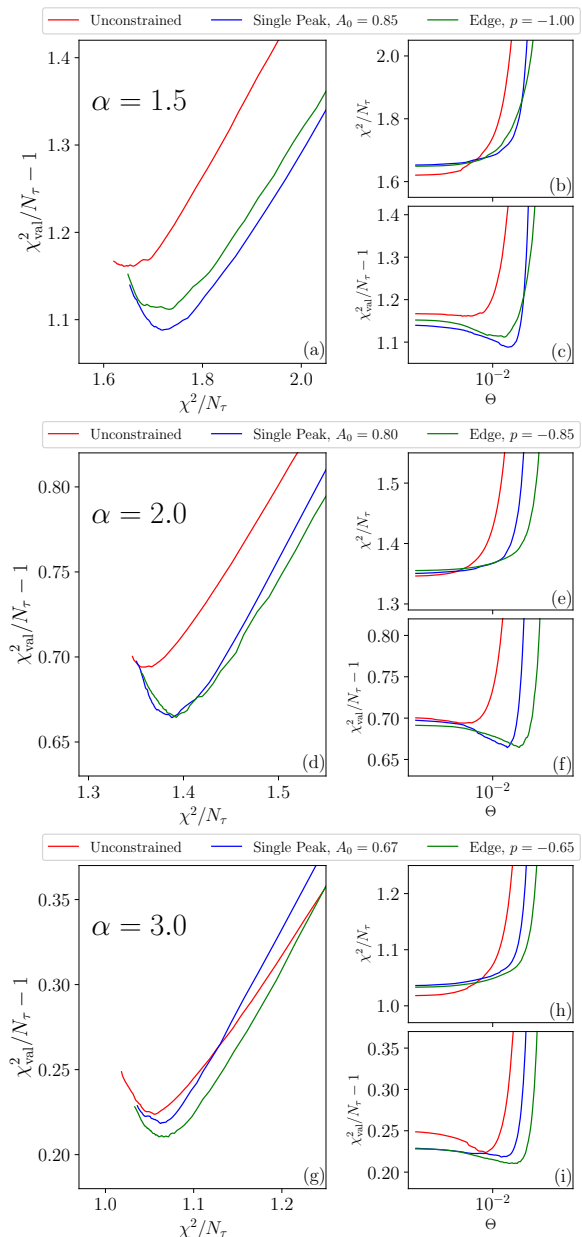 Unconstrained Single Peak, A₀ = 0.85 Edge, p = −1.00
α = 1.5
χ²_val/N_τ − 1
1.4
1.3
1.2
1.1
1.6 1.8 2.0
χ²/N_τ
(a)
χ²/N_τ
2.0
1.8
1.6
(b)
χ²_val/N_τ − 1
1.4
1.3
1.2
1.1
(c)
10⁻²
Θ
Unconstrained Single Peak, A₀ = 0.80 Edge, p = −0.85
α = 2.0
χ²_val/N_τ − 1
0.80
0.75
0.70
0.65
1.3 1.4 1.5
χ²/N_τ
(d)
χ²/N_τ
1.5
1.4
1.3
(e)
χ²_val/N_τ − 1
0.80
0.75
0.70
0.65
(f)
10⁻²
Θ
Unconstrained Single Peak, A₀ = 0.67 Edge, p = −0.65
α = 3.0
χ²_val/N_τ − 1
0.35
0.30
0.25
0.20
1.0 1.1 1.2
χ²/N_τ
(g)
χ²/N_τ
1.2
1.1
1.0
(h)
χ²_val/N_τ − 1
0.35
0.30
0.25
0.20
(i)
10⁻²
Θ